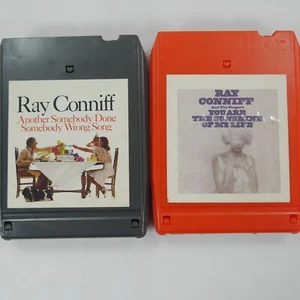 Ray Conniff
Another Somebody Done
Somebody Wrong Song
RAY
CONNIFF
And The Singers
YOU ARE
THE SUNSHINE
OF MY LIFE